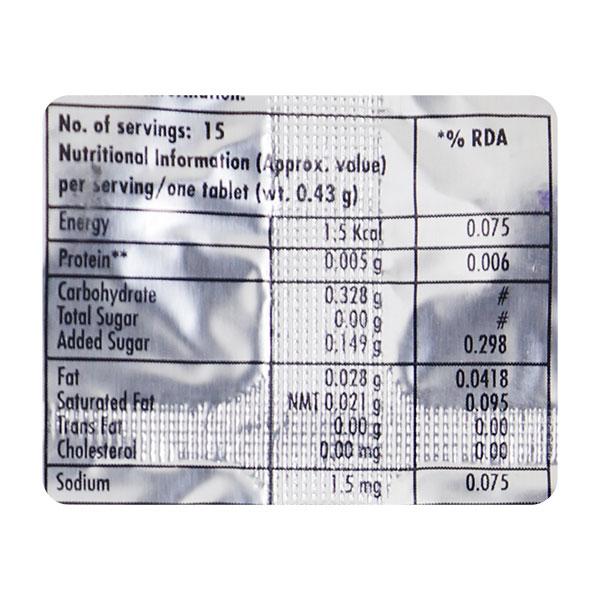 No. of servings: 15
Nutritional Information (Approx. value)
per serving/one tablet (wt. 0.43 g)
*% RDA
Energy 1.5 Kcal 0.075
Protein** 0.005 g 0.006
Carbohydrate 0.328 g #
Total Sugar 0.00 g #
Added Sugar 0.149 g 0.298
Fat 0.028 g 0.0418
Saturated Fat NMT 0.021 g 0.095
Trans Fat 0.00 g 0.00
Cholesterol 0.00 mg 0.00
Sodium 1.5 mg 0.075